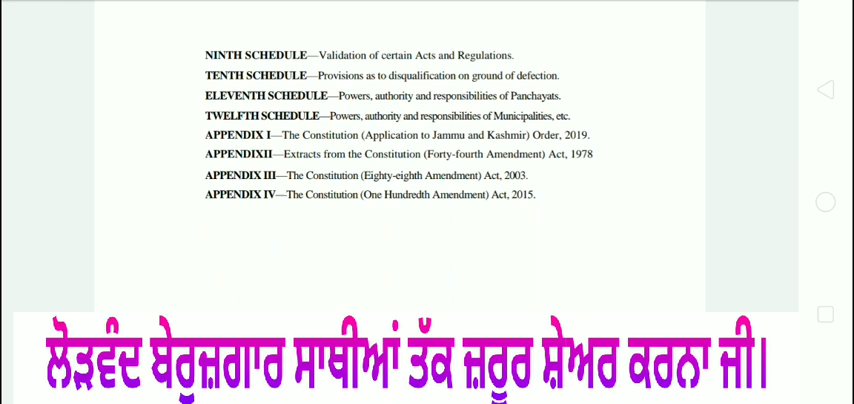 NINTH SCHEDULE—Validation of certain Acts and Regulations.
TENTH SCHEDULE—Provisions as to disqualification on ground of defection.
ELEVENTH SCHEDULE—Powers, authority and responsibilities of Panchayats.
TWELFTH SCHEDULE—Powers, authority and responsibilities of Municipalities, etc.
APPENDIX I—The Constitution (Application to Jammu and Kashmir) Order, 2019.
APPENDIXII—Extracts from the Constitution (Forty-fourth Amendment) Act, 1978
APPENDIX III—The Constitution (Eighty-eighth Amendment) Act, 2003.
APPENDIX IV—The Constitution (One Hundredth Amendment) Act, 2015.
ਲੋੜਵੰਦ ਬੇਰੁਜ਼ਗਾਰ ਸਾਥੀਆਂ ਤੱਕ ਜ਼ਰੂਰ ਸ਼ੇਅਰ ਕਰਨਾ ਜੀ।